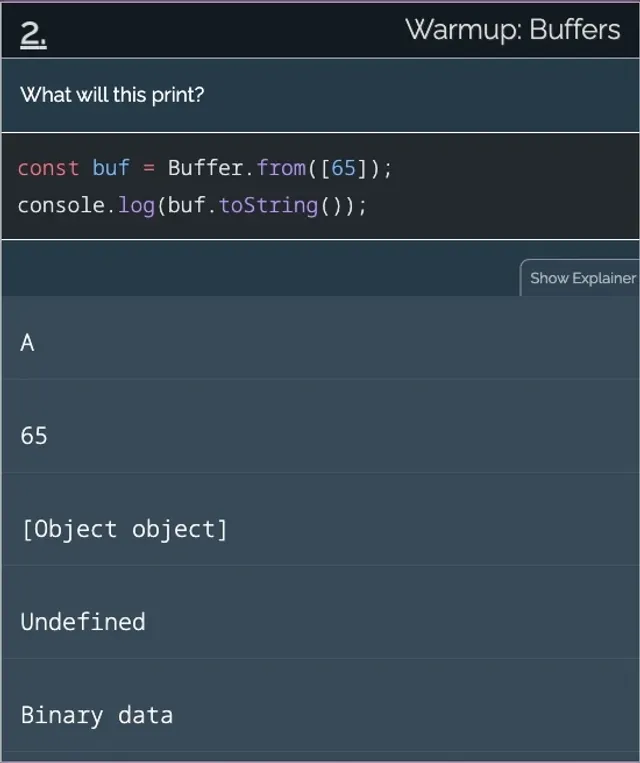 2.
Warmup: Buffers
What will this print?
const buf = Buffer.from([65]);
console.log(buf.toString());
Show Explainer
A
65
[Object object]
Undefined
Binary data